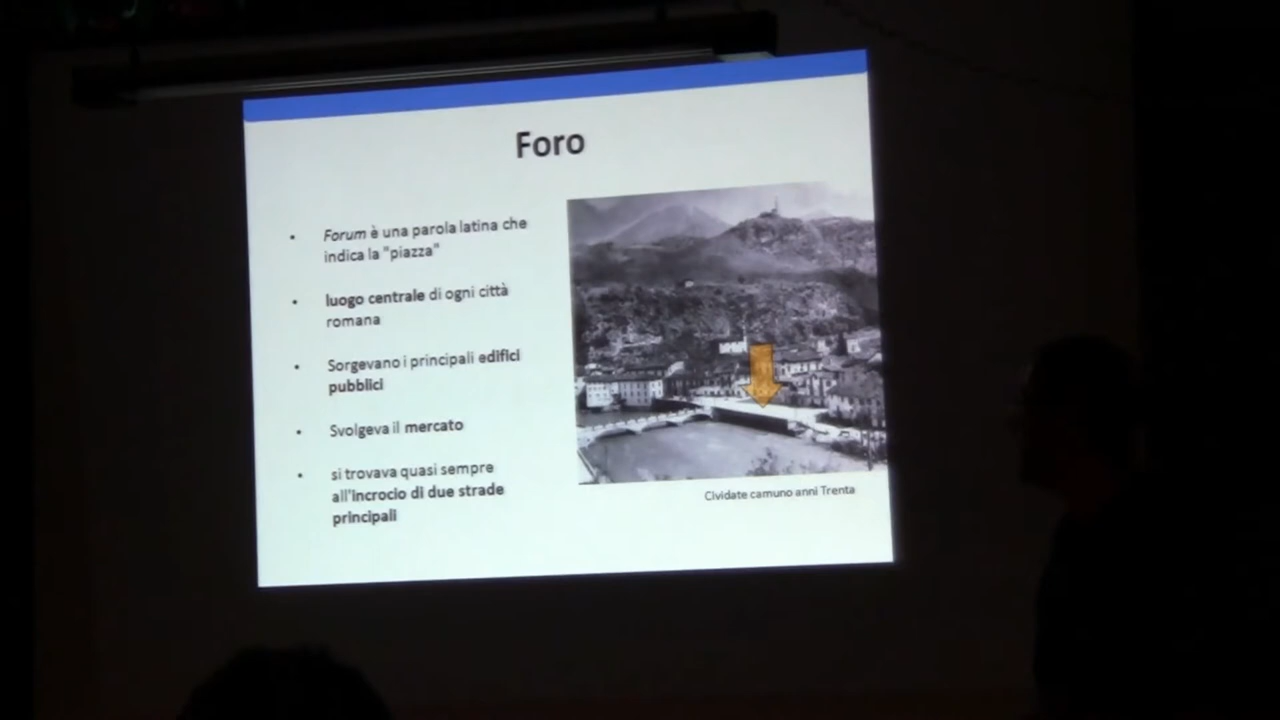 Foro
• Forum è una parola latina che
indica la "piazza"
• luogo centrale di ogni città
romana
• Sorgevano i principali edifici
pubblici
• Svolgeva il mercato
• si trovava quasi sempre
all'incrocio di due strade
principali
Cividate camuno anni Trenta